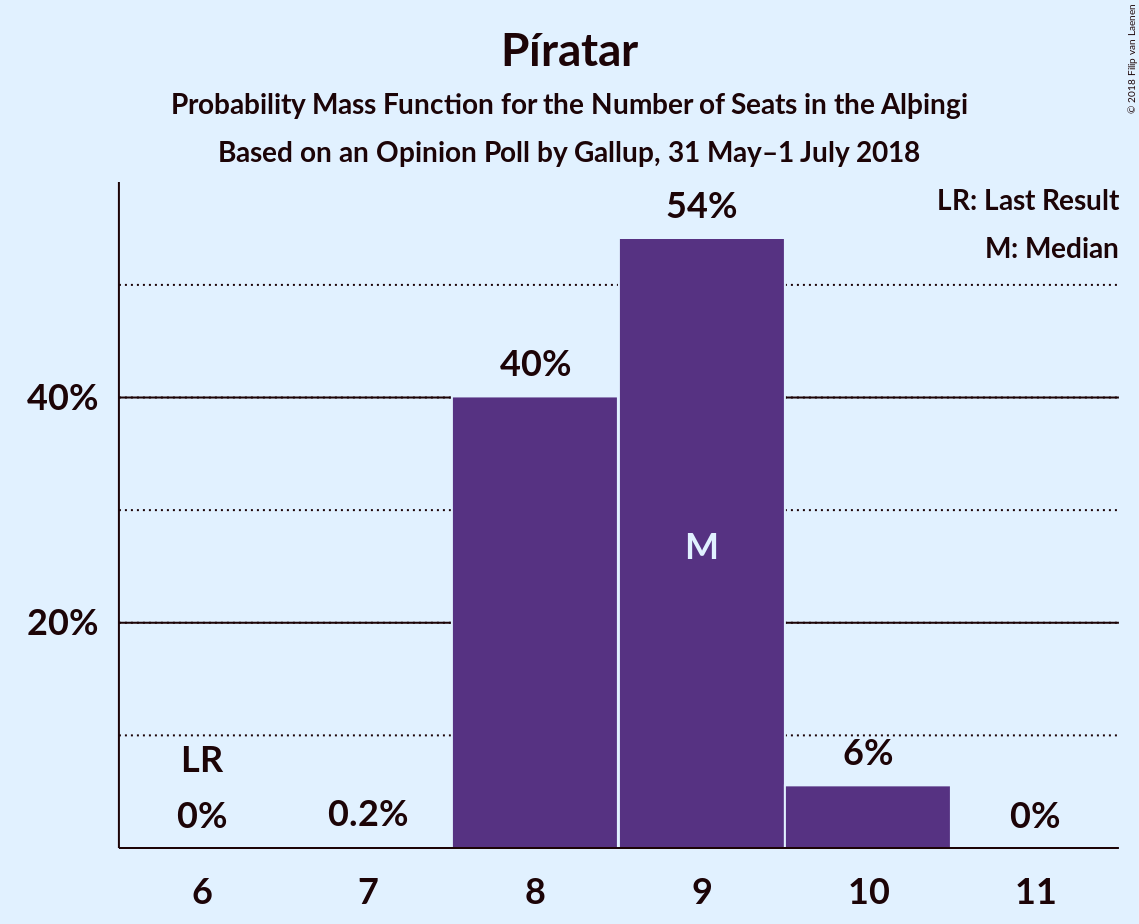 Píratar
Probability Mass Function for the Number of Seats in the Alþingi
Based on an Opinion Poll by Gallup, 31 May–1 July 2018
© 2018 Filip van Laenen
LR: Last Result
M: Median
54%
40%
40%
M
20%
LR
6%
0%
0.2%
0%
6
7
8
9
10
11